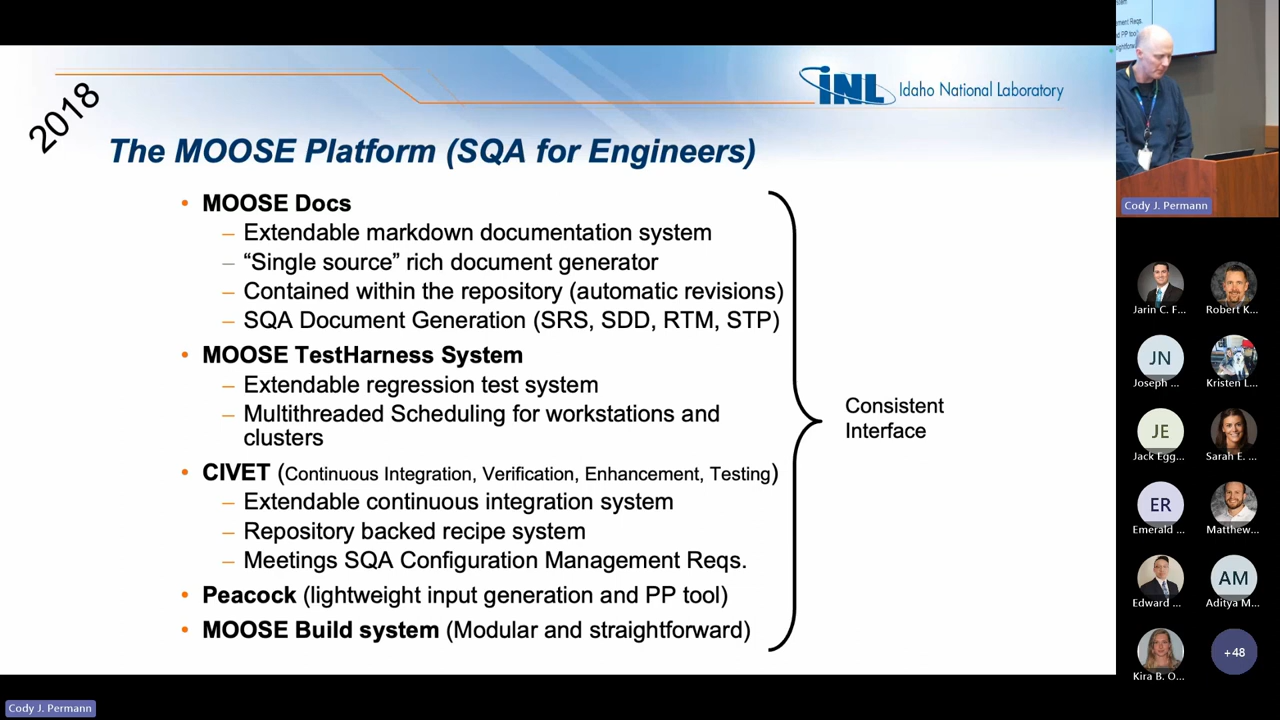 2018
INL Idaho National Laboratory
The MOOSE Platform (SQA for Engineers)
• MOOSE Docs
– Extendable markdown documentation system
– “Single source” rich document generator
– Contained within the repository (automatic revisions)
– SQA Document Generation (SRS, SDD, RTM, STP)
• MOOSE TestHarness System
– Extendable regression test system
– Multithreaded Scheduling for workstations and
clusters
• CIVET (Continuous Integration, Verification, Enhancement, Testing)
– Extendable continuous integration system
– Repository backed recipe system
– Meetings SQA Configuration Management Reqs.
• Peacock (lightweight input generation and PP tool)
• MOOSE Build system (Modular and straightforward)
Consistent
Interface
Cody J. Permann
Jarin C. F...
Robert K...
JN
Joseph ...
Kristen L...
JE
Jack Egg...
Sarah E. ...
ER
Emerald ...
Matthew...
Edward ...
AM
Aditya M...
Kira B. O...
+48
Cody J. Permann